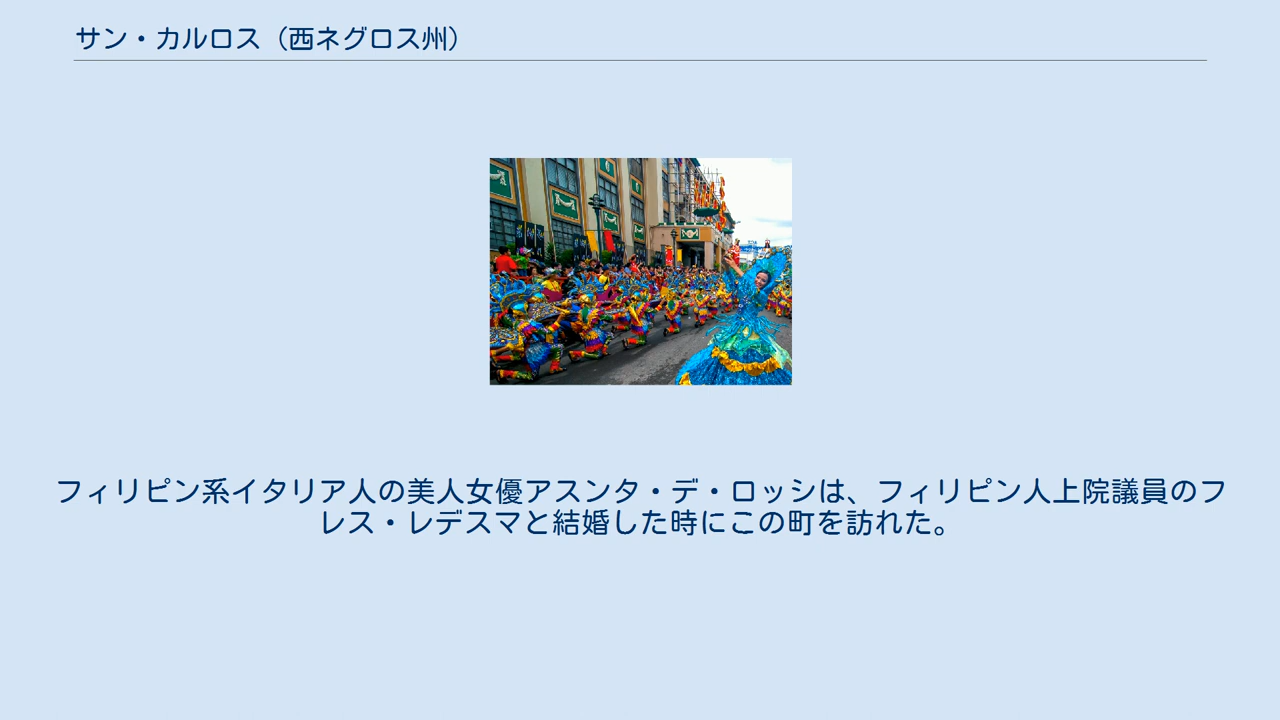 サン・カルロス（西ネグロス州）
フィリピン系イタリア人の美人女優アスンタ・デ・ロッシは、フィリピン人上院議員のフ
レス・レデスマと結婚した時にこの町を訪れた。